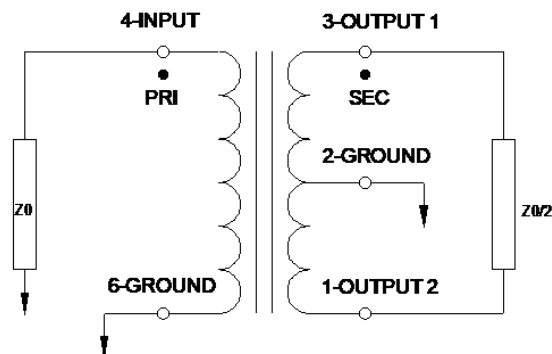 4-INPUT
3-OUTPUT 1
PRI
SEC
2-GROUND
Z0
Z0/2
6-GROUND
1-OUTPUT 2